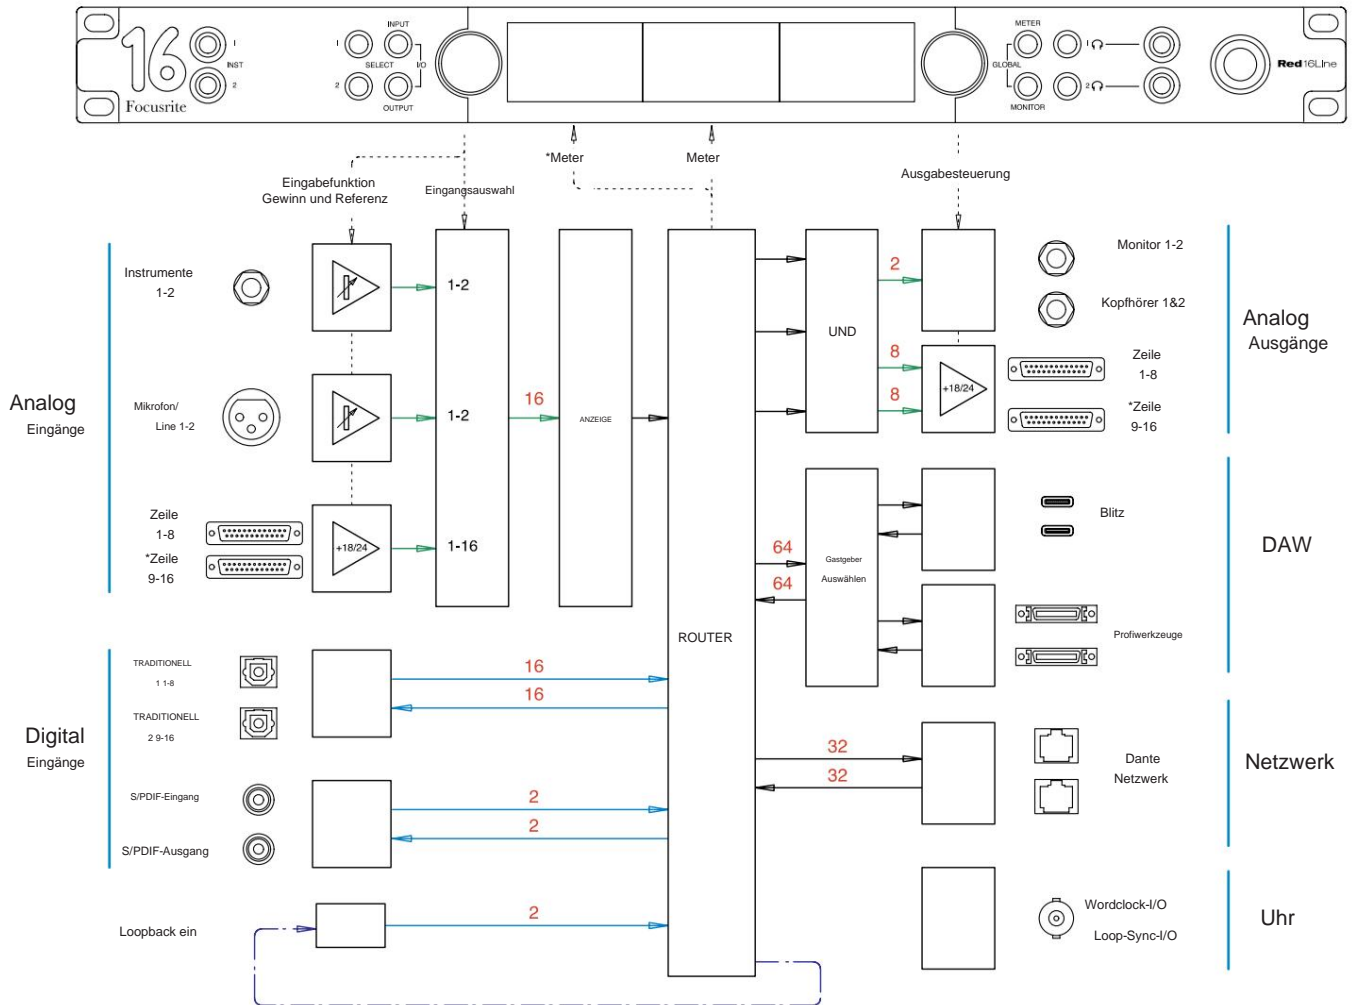 16
Focusrite
1
INST
2
1
SELECT
2
INPUT
I/O
OUTPUT
METER
GLOBAL
MONITOR
1
2
Red 16Line
*Meter
Meter
Eingabefunktion
Gewinn und Referenz
Eingangsauswahl
Ausgabesteuerung
Analog
Eingänge
Instrumente
1-2
1-2
Mikrofon/
Line 1-2
1-2
Zeile
1-8
*Zeile
9-16
+18/24
1-16
16
ANZEIGE
ROUTER
UND
2
8
8
+18/24
Monitor 1-2
Kopfhörer 1&2
Zeile
1-8
*Zeile
9-16
Analog
Ausgänge
64
64
Gastgeber
Auswählen
Blitz
Profiwerkzeuge
DAW
Digital
Eingänge
TRADITIONELL
1 1-8
TRADITIONELL
2 9-16
16
16
S/PDIF-Eingang
S/PDIF-Ausgang
2
2
Loopback ein
2
32
32
Dante
Netzwerk
Netzwerk
Wordclock-I/O
Loop-Sync-I/O
Uhr